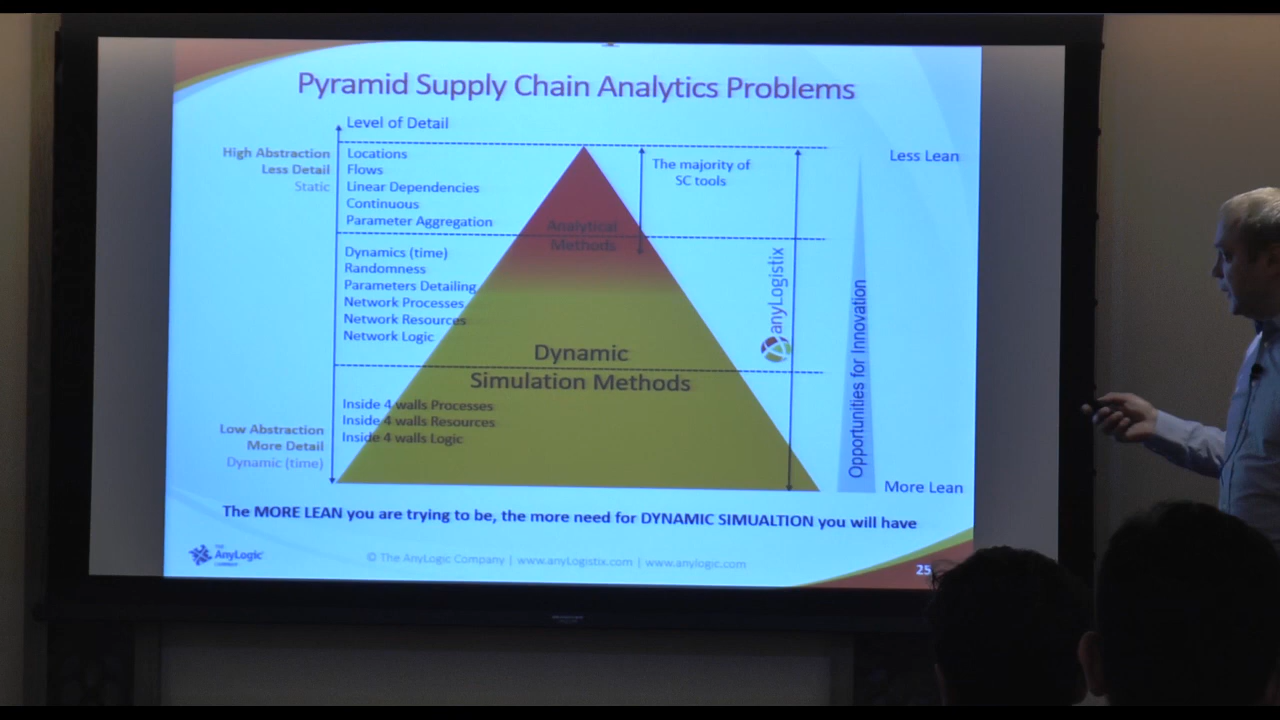 Pyramid Supply Chain Analytics Problems
Level of Detail
High Abstraction
Less Detail
Static
Locations
Flows
Linear Dependencies
Continuous
Parameter Aggregation
The majority of
SC tools
Less Lean
Analytical
Methods
Dynamics (time)
Randomness
Parameters Detailing
Network Processes
Network Resources
Network Logic
anyLogistix
Opportunities for Innovation
Dynamic
Simulation Methods
Inside 4 walls Processes
Inside 4 walls Resources
Inside 4 walls Logic
Low Abstraction
More Detail
Dynamic (time)
More Lean
The MORE LEAN you are trying to be, the more need for DYNAMIC SIMUALTION you will have
THE
AnyLogic
COMPANY
© The AnyLogic Company | www.anyLogistix.com | www.anylogic.com
25